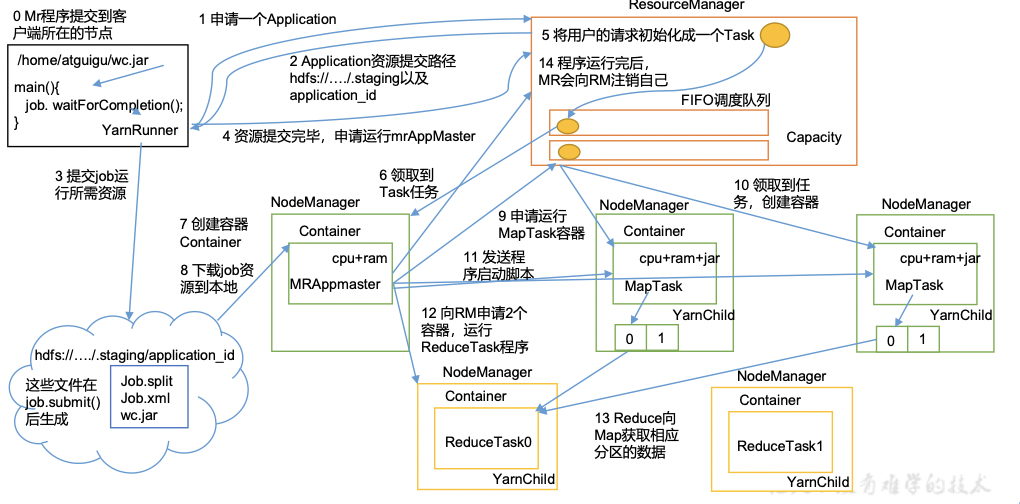 0 Mr程序提交到客
户端所在的节点
/home/atguigu/wc.jar
main(){
job. waitForCompletion();
}
YarnRunner
1 申请一个Application
2 Application资源提交路径
hdfs://…./.staging以及
application_id
4 资源提交完毕，申请运行mrAppMaster
ResourceManager
5 将用户的请求初始化成一个Task
14 程序运行完后，
MR会向RM注销自己
FIFO调度队列
Capacity
3 提交job运
行所需资源
6 领取到
Task任务
7 创建容器
Container
8 下载job资
源到本地
NodeManager
Container
cpu+ram
MRAppmaster
9 申请运行
MapTask容器
11 发送程
序启动脚本
12 向RM申请2个
容器，运行
ReduceTask程序
NodeManager
Container
cpu+ram+jar
MapTask
YarnChild
0
1
10 领取到任
务，创建容器
NodeManager
Container
cpu+ram+jar
MapTask
YarnChild
0
1
hdfs://…./.staging/application_id
这些文件在
job.submit()
后生成
Job.split
Job.xml
wc.jar
NodeManager
Container
ReduceTask0
YarnChild
13 Reduce向
Map获取相应
分区的数据
NodeManager
Container
ReduceTask1
YarnChild
有难学的技术